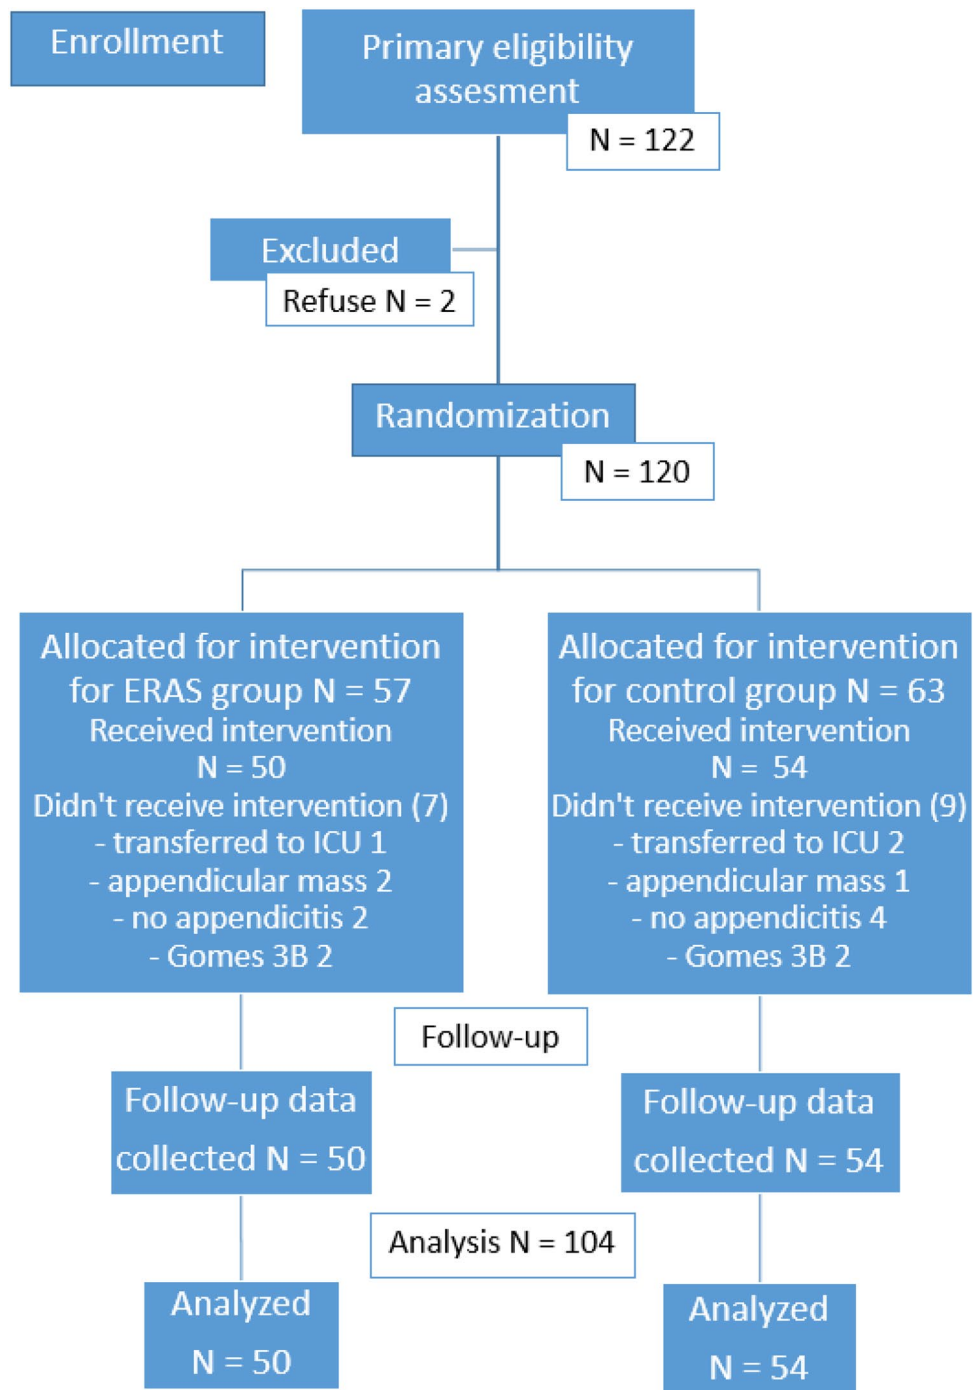 Enrollment
Primary eligibility
assesment
N = 122
Excluded
Refuse N = 2
Randomization
N = 120
Allocated for intervention
for ERAS group N = 57
Received intervention
N = 50
Didn't receive intervention (7)
- transferred to ICU 1
- appendicular mass 2
- no appendicitis 2
- Gomes 3B 2
Allocated for intervention
for control group N = 63
Received intervention
N = 54
Didn't receive intervention (9)
- transferred to ICU 2
- appendicular mass 1
- no appendicitis 4
- Gomes 3B 2
Follow-up
Follow-up data
collected N = 50
Follow-up data
collected N = 54
Analysis N = 104
Analyzed
N = 50
Analyzed
N = 54